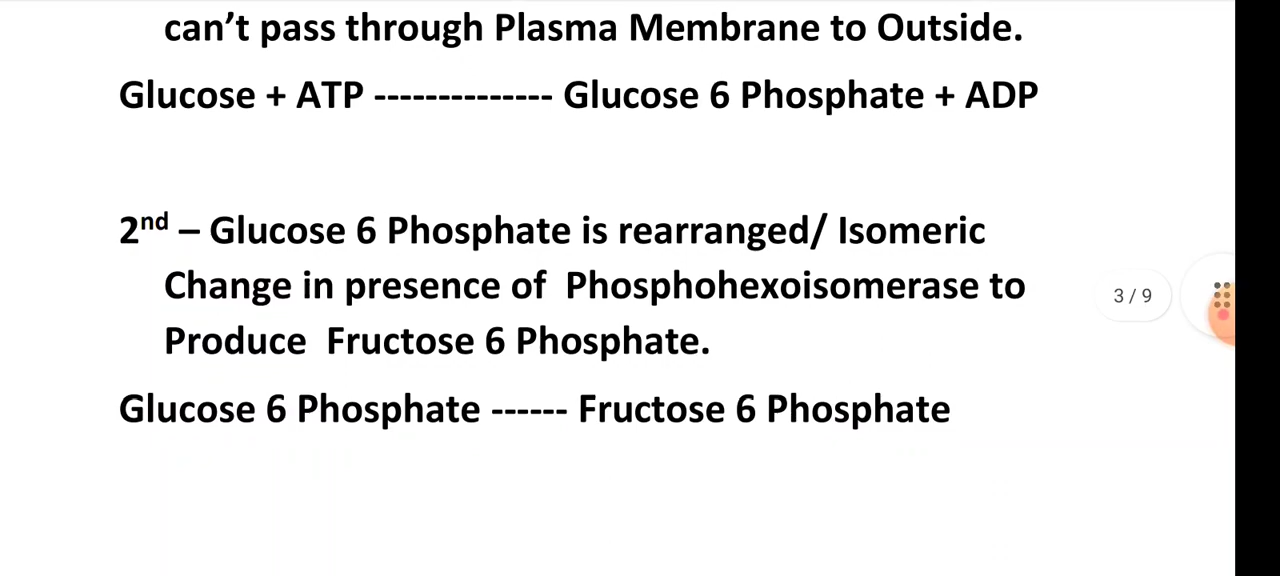 can’t pass through Plasma Membrane to Outside.
Glucose + ATP -------------- Glucose 6 Phosphate + ADP
2nd – Glucose 6 Phosphate is rearranged/ Isomeric
Change in presence of Phosphohexoisomerase to
3 / 9
Produce Fructose 6 Phosphate.
Glucose 6 Phosphate ------ Fructose 6 Phosphate